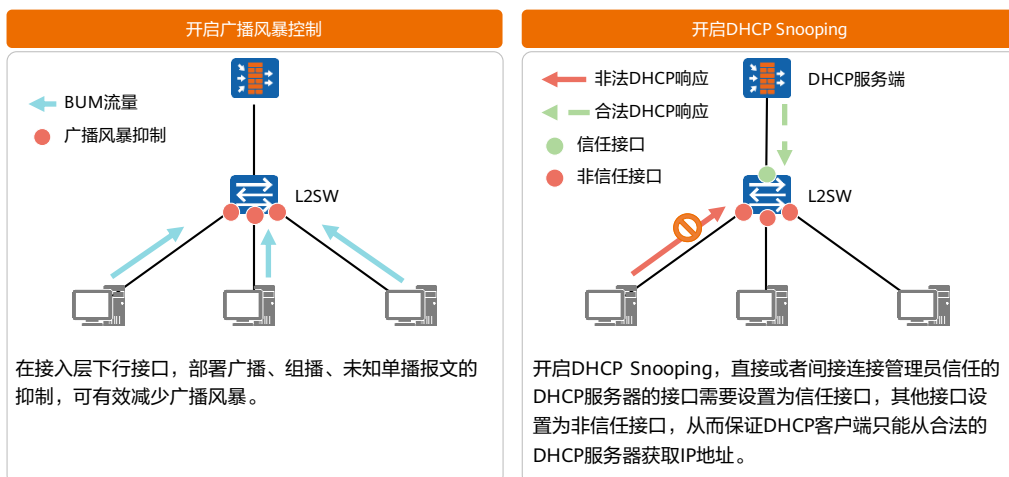 开启广播风暴控制
BUM流量
广播风暴抑制
L2SW
在接入层下行接口，部署广播、组播、未知单播报文的
抑制，可有效减少广播风暴。
开启DHCP Snooping
非法DHCP响应
合法DHCP响应
信任接口
非信任接口
DHCP服务端
L2SW
开启DHCP Snooping，直接或者间接连接管理员信任的
DHCP服务器的接口需要设置为信任接口，其他接口设
置为非信任接口，从而保证DHCP客户端只能从合法的
DHCP服务器获取IP地址。